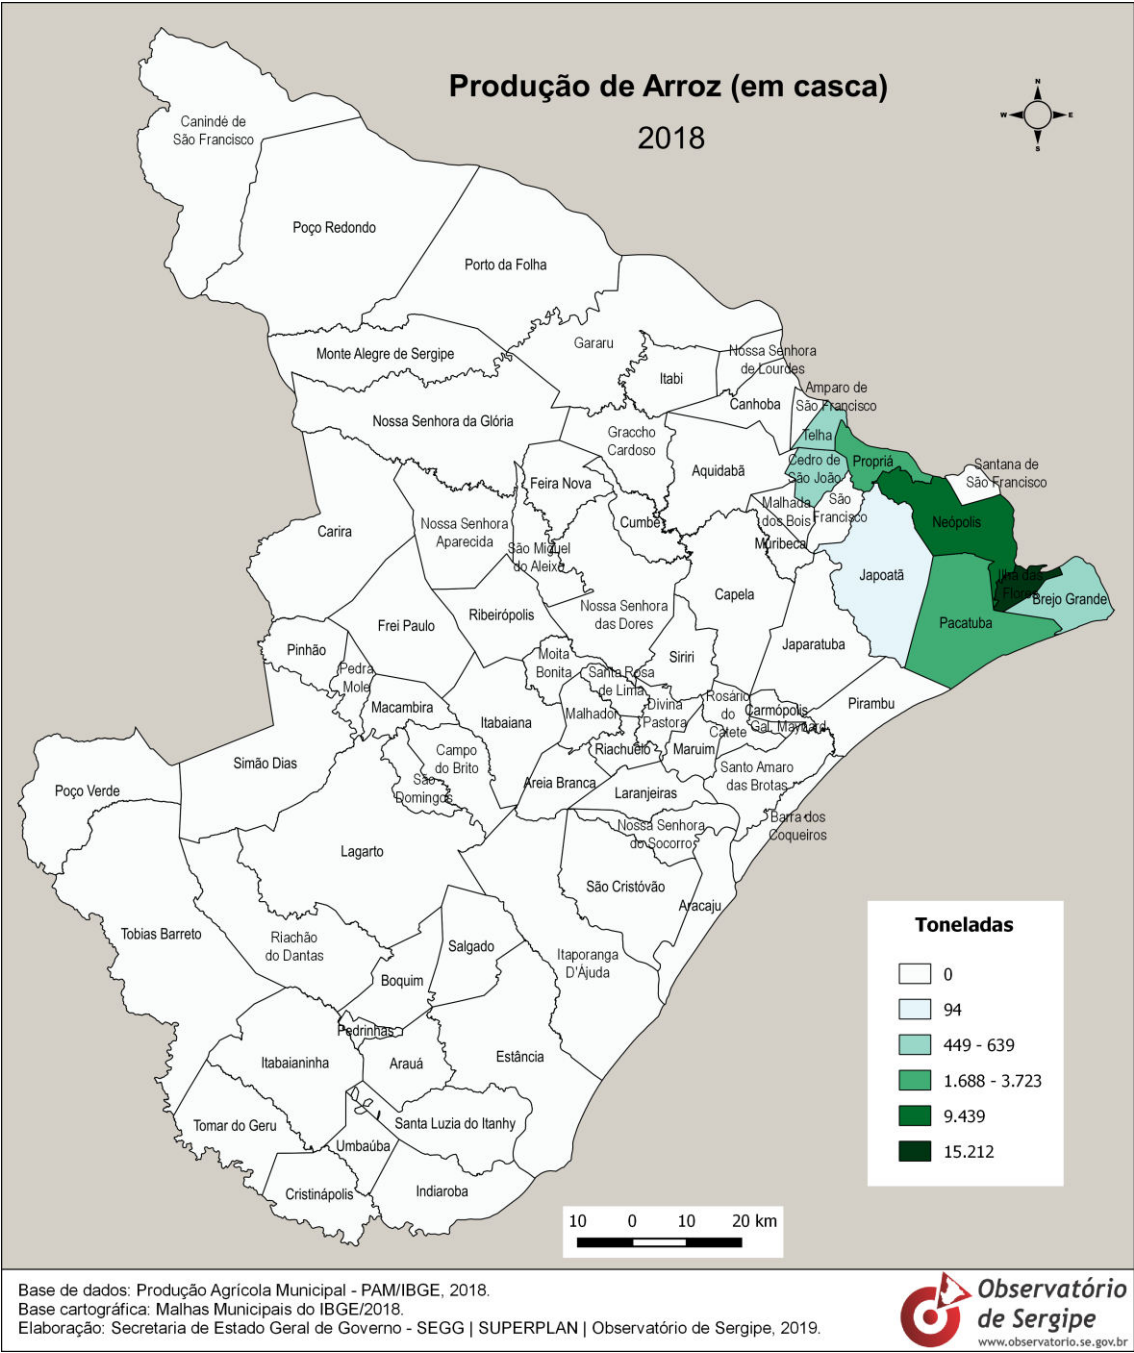 Produção de Arroz (em casca)
2018
N
W
E
S
Canindé de
São Francisco
Poço Redondo
Porto da Folha
Monte Alegre de Sergipe
Gararu
Nossa Senhora
de Lourdes
Itabi
Canhoba
Amparo de
São Francisco
Nossa Senhora da Glória
Graccho
Cardoso
Telha
Aquidabã
Cedro de
São João
Propriá
Santana de
São Francisco
Feira Nova
Malhada
dos Bois
São
Francisco
Carira
Nossa Senhora
Aparecida
Cumbe
Neópolis
Muribeca
São Miguel
do Aleixo
Japoatã
Ilha das
Flores
Brejo Grande
Capela
Nossa Senhora
das Dores
Ribeirópolis
Frei Paulo
Pacatuba
Japaratuba
Pinhão
Siriri
Moita
Bonita
Pedra
Mole
Santa Rosa
de Lima
Macambira
Itabaiana
Malhador
Divina
Pastora
Rosário
do
Catete
Carmópolis
Gal. Maynard
Pirambu
Riachuelo
Maruim
Simão Dias
Campo
do Brito
São
Domingos
Areia Branca
Laranjeiras
Santo Amaro
das Brotas
Poço Verde
Nossa Senhora
do Socorro
Barra dos
Coqueiros
Lagarto
São Cristóvão
Aracaju
Tobias Barreto
Riachão
do Dantas
Salgado
Itaporanga
D'Ájuda
Boquim
Pedrinhas
Itabaianinha
Arauá
Estância
Tomar do Geru
Santa Luzia do Itanhy
Umbaúba
Cristinápolis
Indiaroba
Toneladas
0
94
449 - 639
1.688 - 3.723
9.439
15.212
10 0 10 20 km
Base de dados: Produção Agrícola Municipal - PAM/IBGE, 2018.
Base cartográfica: Malhas Municipais do IBGE/2018.
Elaboração: Secretaria de Estado Geral de Governo - SEGG | SUPERPLAN | Observatório de Sergipe, 2019.
Observatório
de Sergipe
www.observatorio.se.gov.br